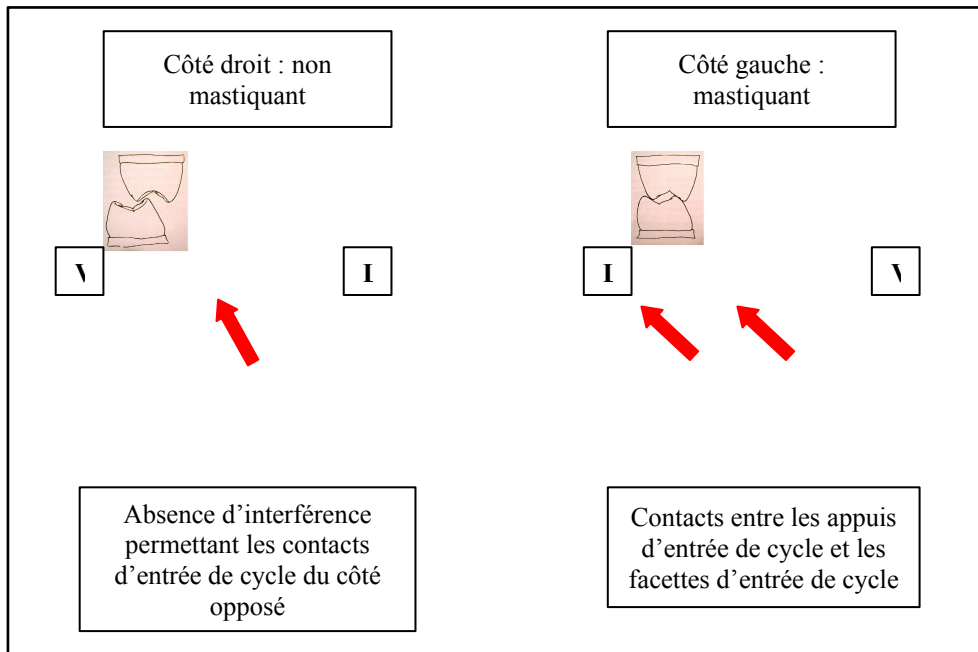 Côté droit : non
mastiquant
Côté gauche :
mastiquant
I
I
Absence d’interférence
permettant les contacts
d’entrée de cycle du côté
opposé
Contacts entre les appuis
d’entrée de cycle et les
facettes d’entrée de cycle